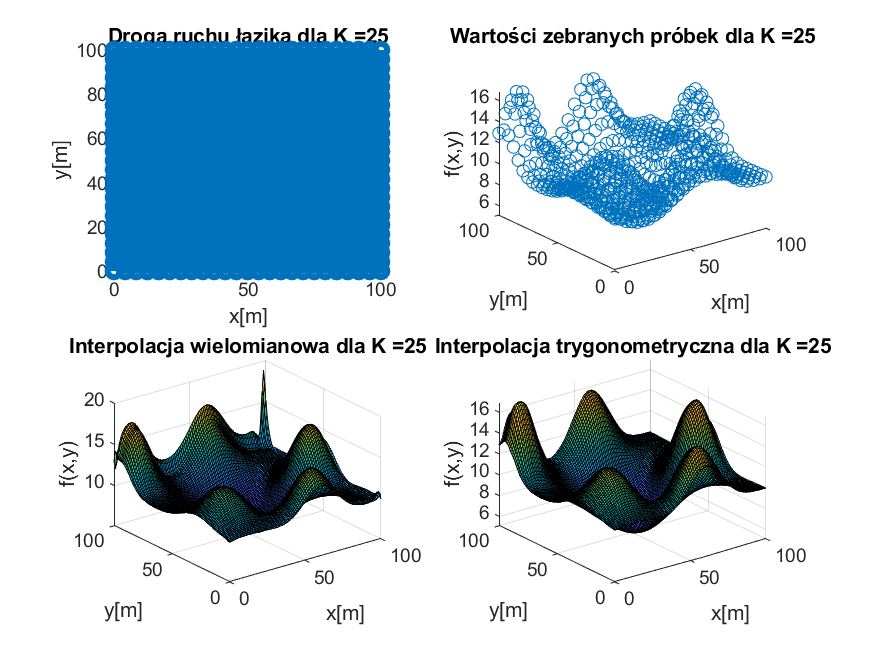 Droga ruchu łazika dla K =25
100
80
60
40
20
0
y[m]
0
50
100
x[m]
Wartości zebranych próbek dla K =25
16
14
12
10
8
6
f(x,y)
100
50
0
y[m]
0
50
100
x[m]
Interpolacja wielomianowa dla K =25
20
15
10
f(x,y)
100
50
0
y[m]
0
50
100
x[m]
Interpolacja trygonometryczna dla K =25
16
14
12
10
8
6
f(x,y)
100
50
0
y[m]
0
50
100
x[m]